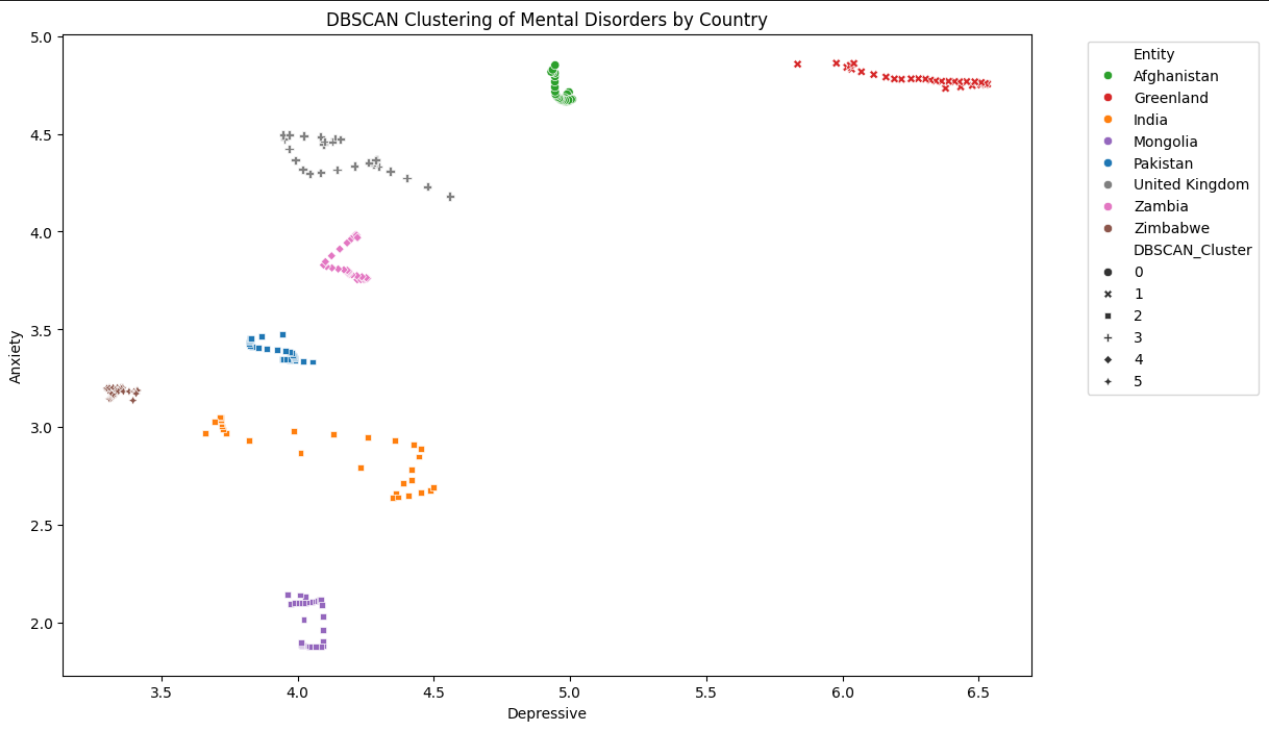 DBSCAN Clustering of Mental Disorders by Country
5.0
4.5
4.0
3.5
3.0
2.5
2.0
Anxiety
3.5
4.0
4.5
5.0
5.5
6.0
6.5
Depressive
Entity
Afghanistan
Greenland
India
Mongolia
Pakistan
United Kingdom
Zambia
Zimbabwe
DBSCAN_Cluster
0
1
2
3
4
5